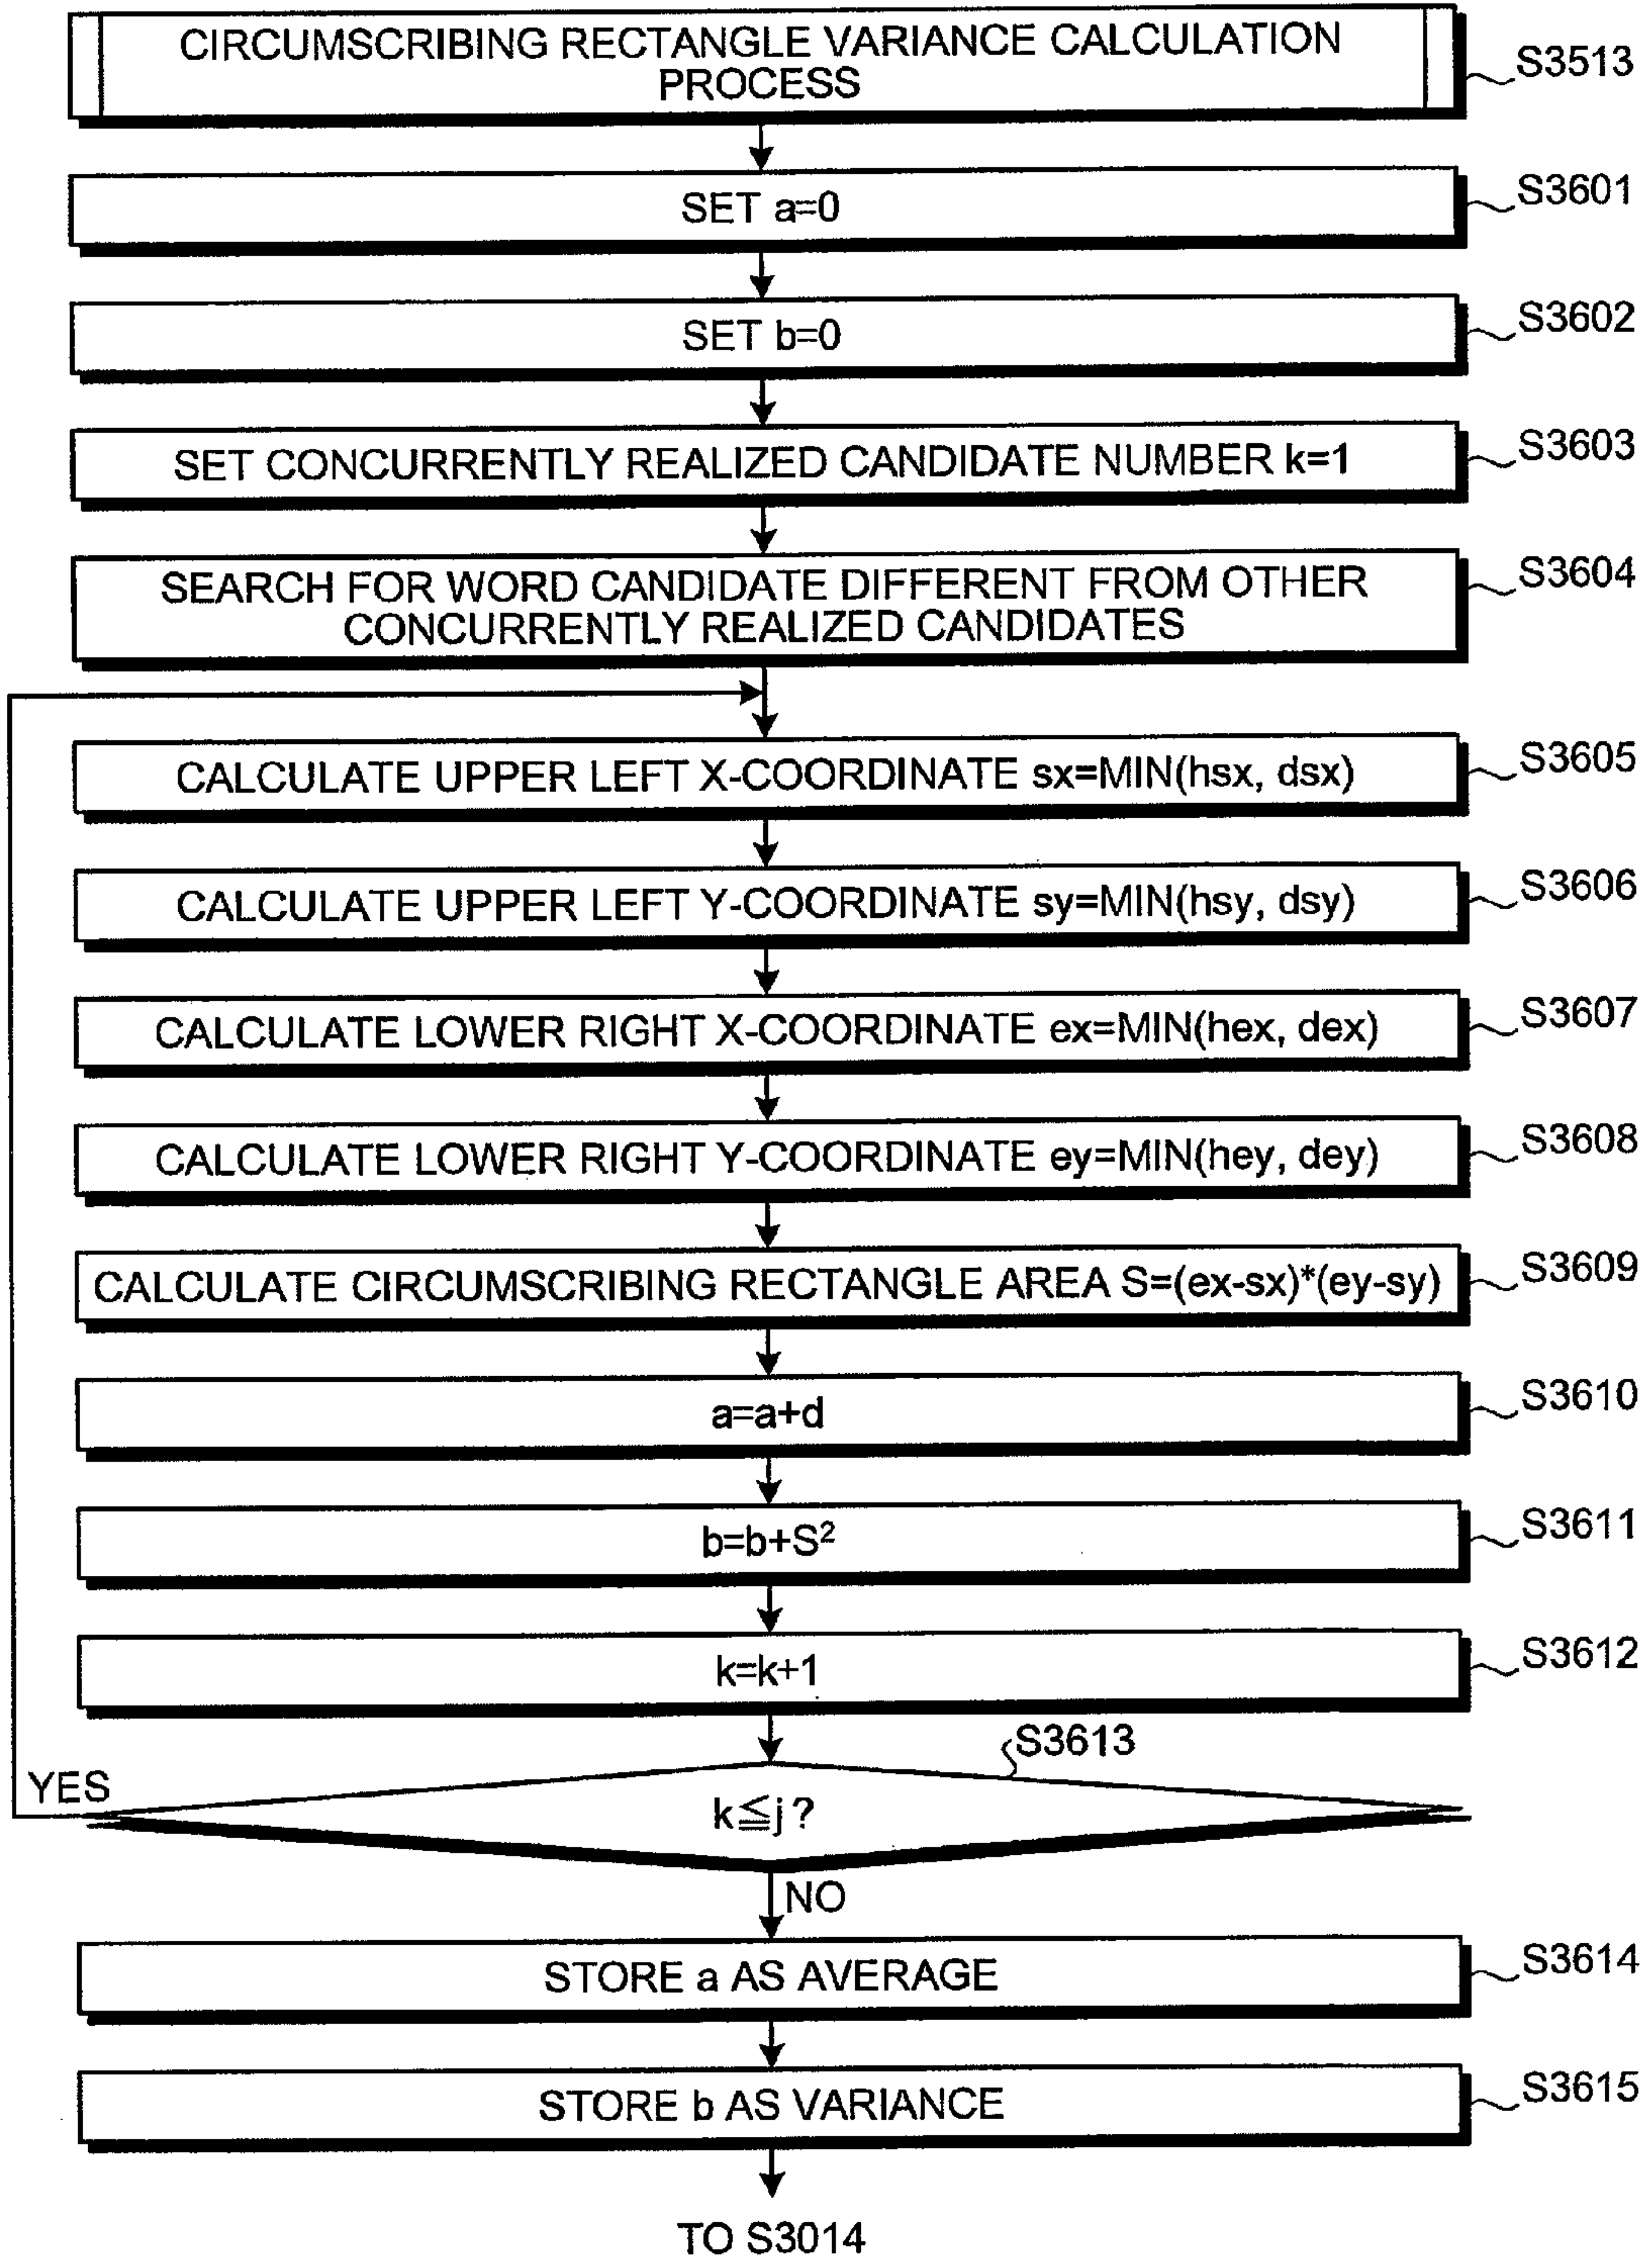 CIRCUMSCRIBING RECTANGLE VARIANCE CALCULATION
PROCESS
S3513
SET a=0
S3601
SET b=0
S3602
SET CONCURRENTLY REALIZED CANDIDATE NUMBER k=1
S3603
SEARCH FOR WORD CANDIDATE DIFFERENT FROM OTHER
CONCURRENTLY REALIZED CANDIDATES
S3604
CALCULATE UPPER LEFT X-COORDINATE sx=MIN(hsx, dsx)
S3605
CALCULATE UPPER LEFT Y-COORDINATE sy=MIN(hsy, dsy)
S3606
CALCULATE LOWER RIGHT X-COORDINATE ex=MIN(hex, dex)
S3607
CALCULATE LOWER RIGHT Y-COORDINATE ey=MIN(hey, dey)
S3608
CALCULATE CIRCUMSCRIBING RECTANGLE AREA S=(ex-sx)*(ey-sy)
S3609
a=a+d
S3610
b=b+S²
S3611
k=k+1
S3612
S3613
YES
k≦j?
NO
STORE a AS AVERAGE
S3614
STORE b AS VARIANCE
S3615
TO S3014